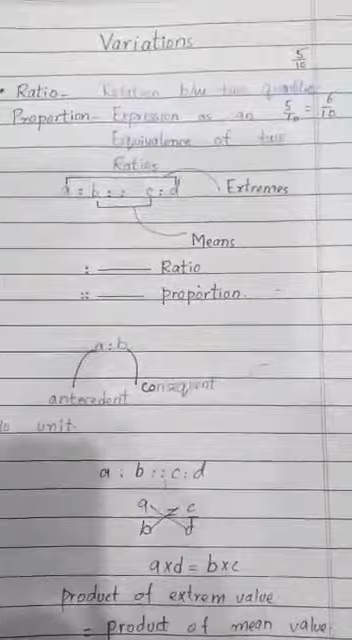 Variations
5/10
• Ratio - Relation b/w two
Proportion - Expression as an 5/10 = 6/10
Equivalence of two
Ratios
a : b : : c : d Extremes
Means
: —— Ratio
:: —— proportion.
a : b
antecedent consequent
No unit
a : b : : c : d
a c
b d
a x d = b x c
product of extrem value
= product of mean value.